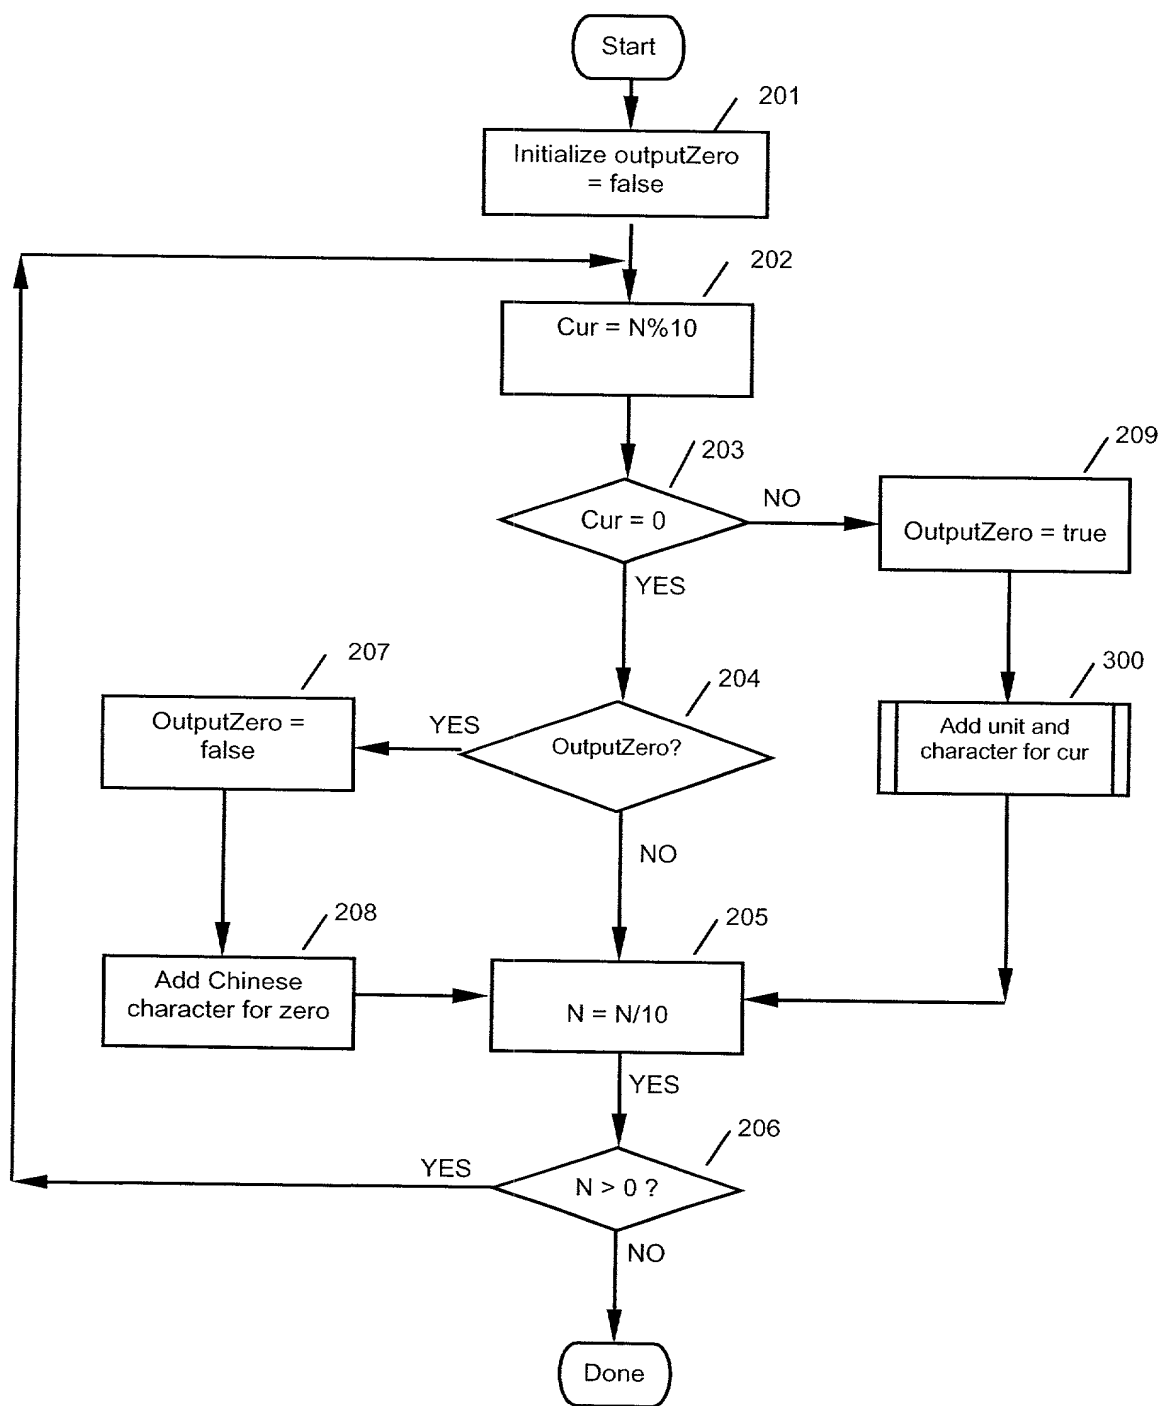 Start
201
Initialize outputZero
= false
202
Cur = N%10
203
Cur = 0
NO
209
OutputZero = true
YES
207
OutputZero =
false
YES
204
OutputZero?
300
Add unit and
character for cur
NO
208
Add Chinese
character for zero
205
N = N/10
YES
206
YES
N > 0 ?
NO
Done